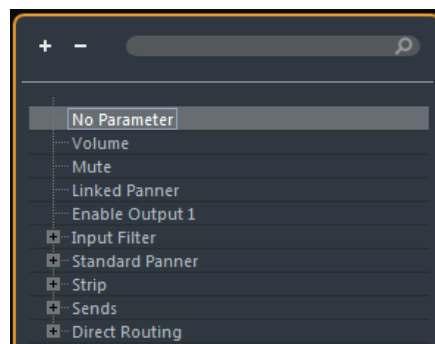 No Parameter
Volume
Mute
Linked Panner
Enable Output 1
Input Filter
Standard Panner
Strip
Sends
Direct Routing